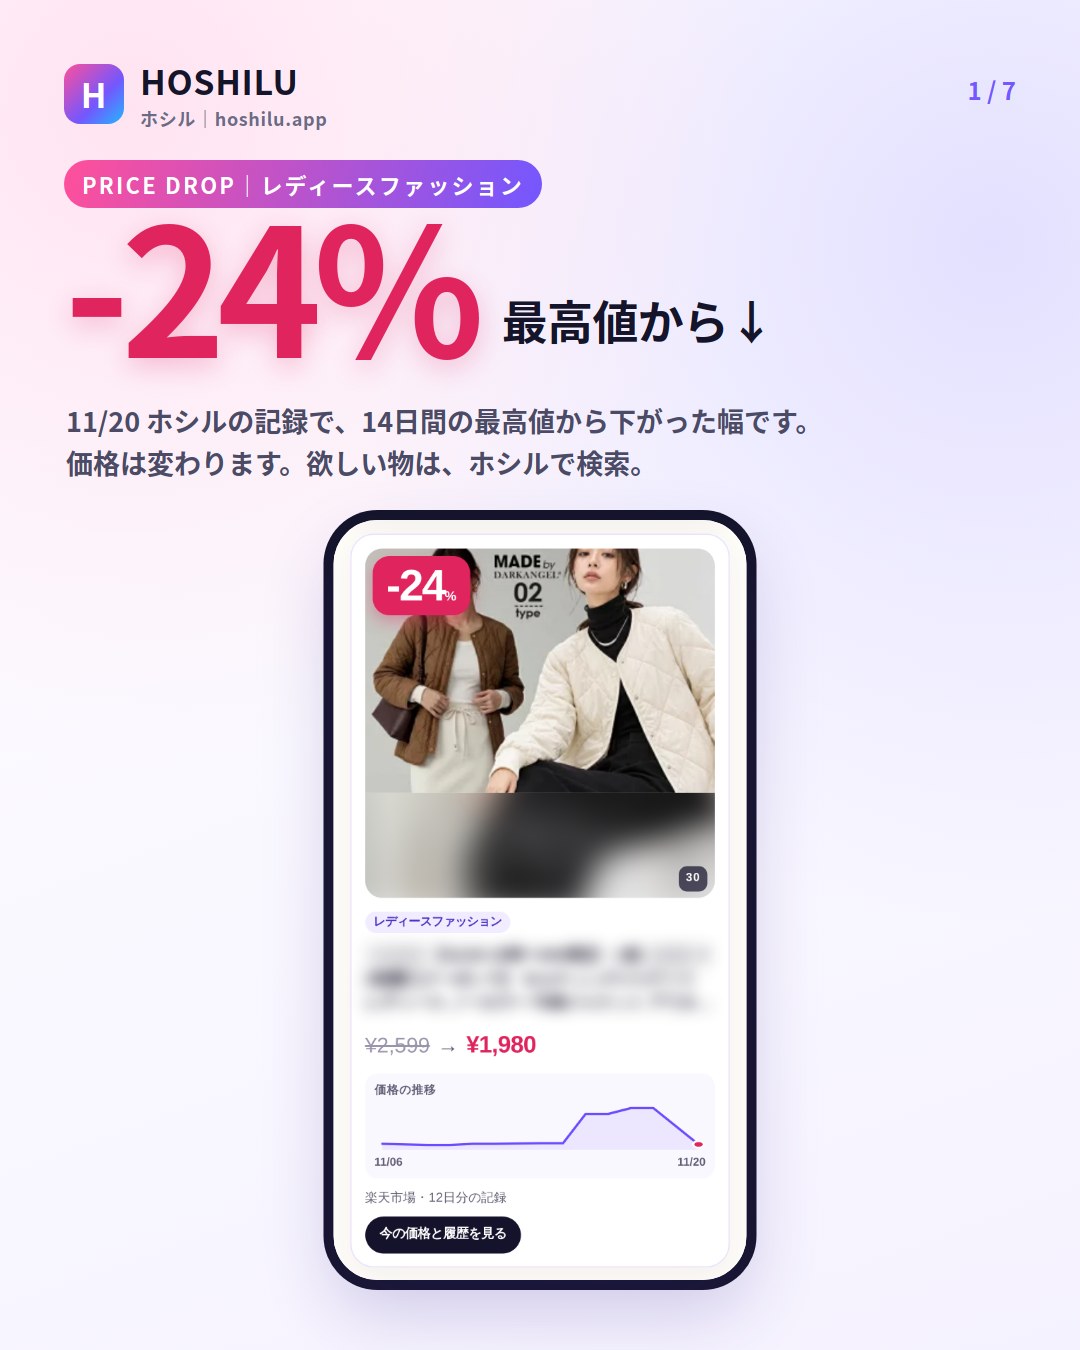 H
HOSHILU
ホシル｜hoshilu.app
1 / 7
PRICE DROP｜レディースファッション
-24% 最高値から↓
11/20 ホシルの記録で、14日間の最高値から下がった幅です。
価格は変わります。欲しい物は、ホシルで検索。
-24%
MADE by
DARKANGEL
02
type
30
レディースファッション
¥2,599 → ¥1,980
価格の推移
11/06 11/20
楽天市場・12日分の記録
今の価格と履歴を見る